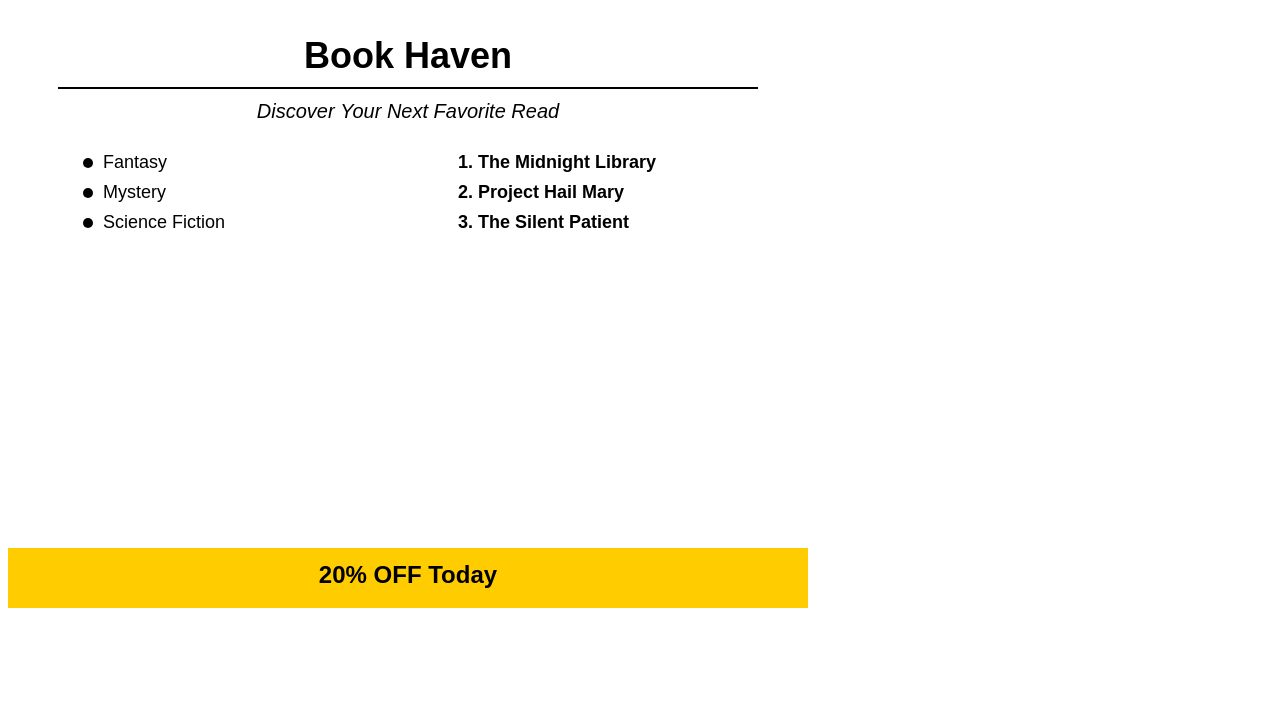 Book Haven
Discover Your Next Favorite Read
Fantasy
Mystery
Science Fiction
1. The Midnight Library
2. Project Hail Mary
3. The Silent Patient
20% OFF Today